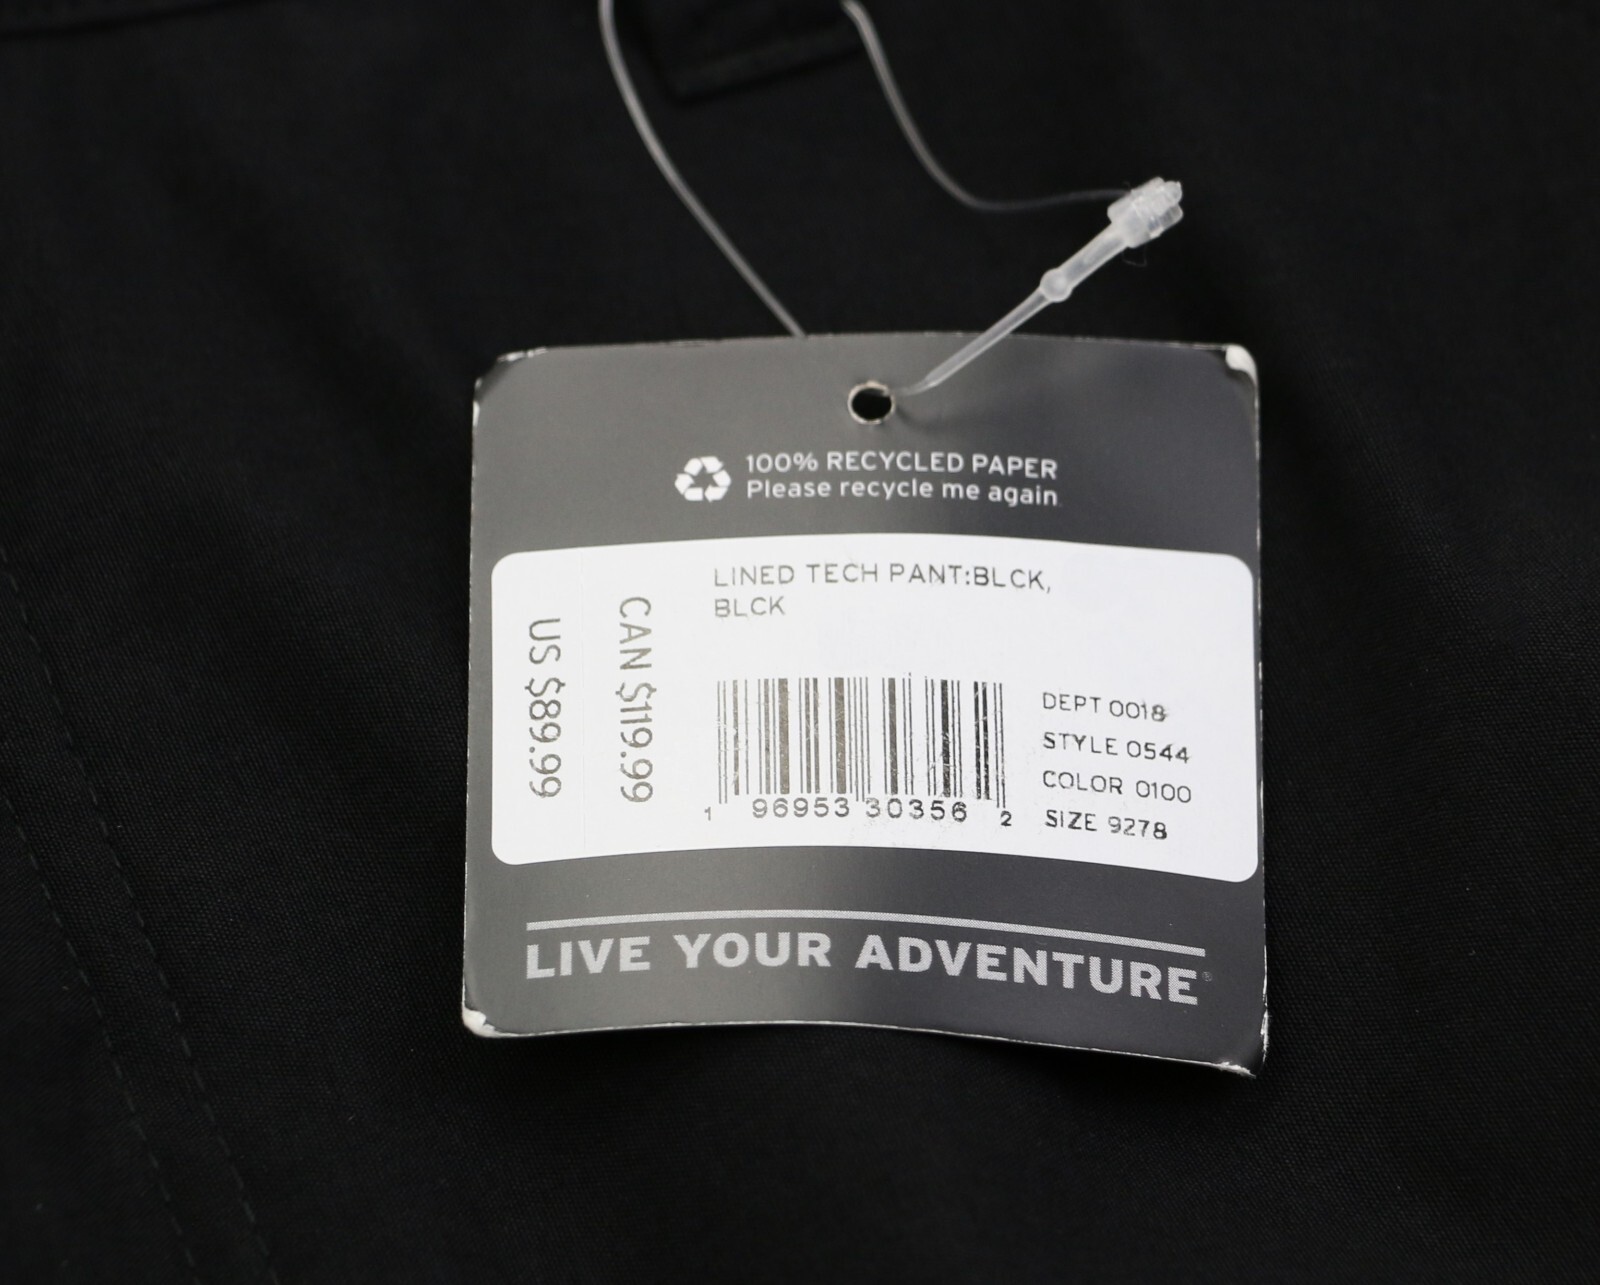 100% RECYCLED PAPER
Please recycle me again
LINED TECH PANT:BLCK,
BLCK
US $89.99
CAN $119.99
1 96953 30356 2
DEPT 0018
STYLE 0544
COLOR 0100
SIZE 9278
LIVE YOUR ADVENTURE®